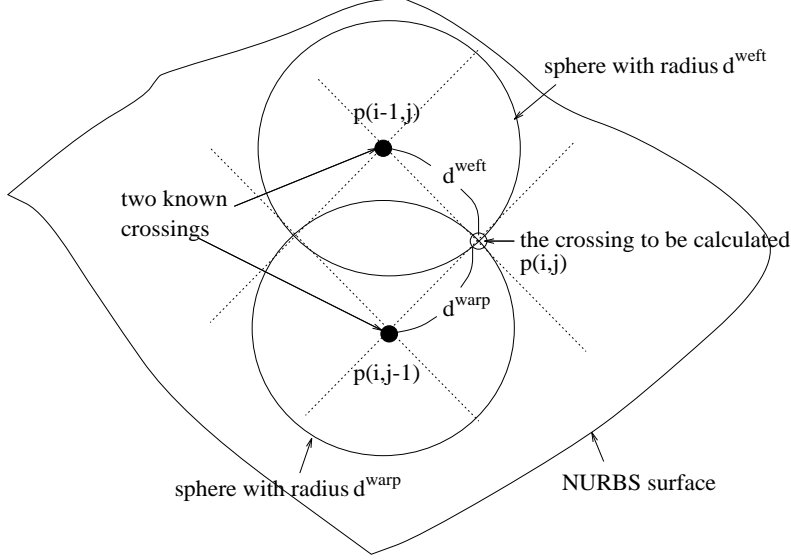 sphere with radius d^weft
p(i-1,j)
d^weft
two known
crossings
the crossing to be calculated
p(i,j)
d^warp
p(i,j-1)
sphere with radius d^warp
NURBS surface